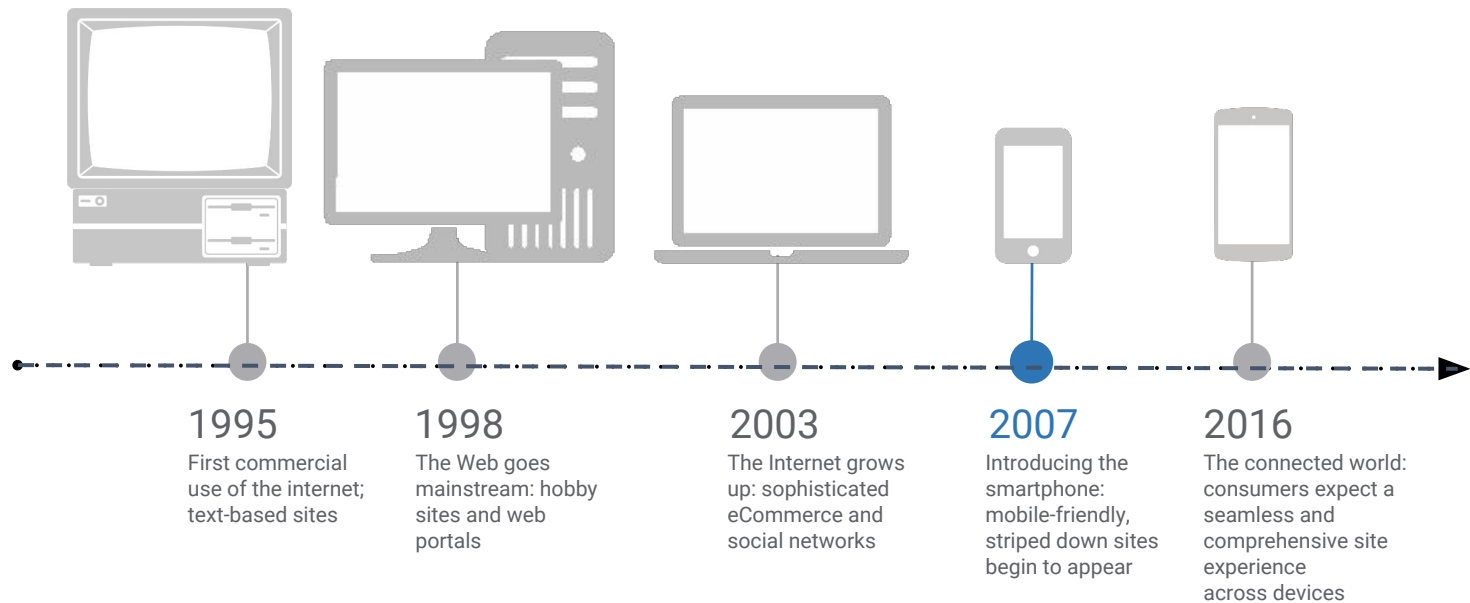 1995
First commercial
use of the internet;
text-based sites
1998
The Web goes
mainstream: hobby
sites and web
portals
2003
The Internet grows
up: sophisticated
eCommerce and
social networks
2007
Introducing the
smartphone:
mobile-friendly,
striped down sites
begin to appear
2016
The connected world:
consumers expect a
seamless and
comprehensive site
experience
across devices